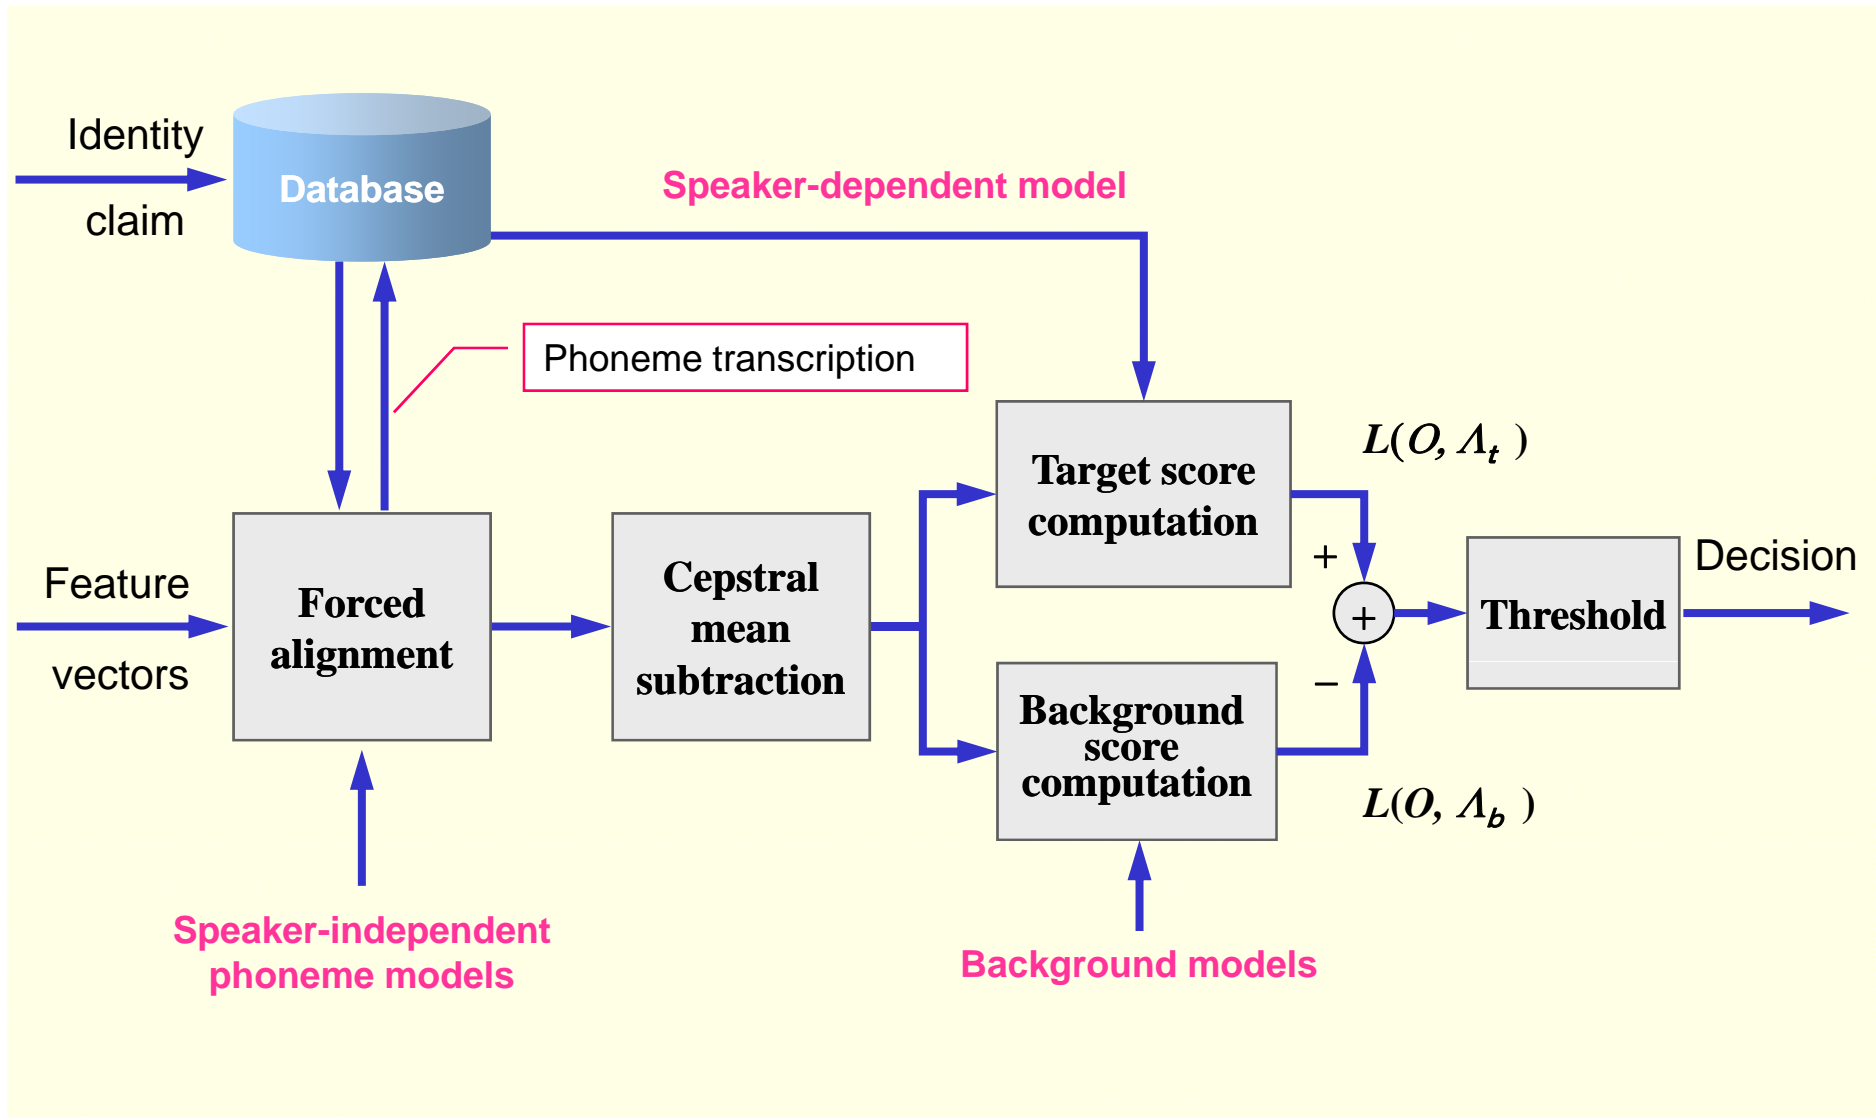 Identity
claim
Database
Speaker-dependent model
Phoneme transcription
Feature
vectors
Forced
alignment
Cepstral
mean
subtraction
Target score
computation
L(O, Λt )
+
+
−
Threshold
Decision
Background
score
computation
L(O, Λb )
Speaker-independent
phoneme models
Background models